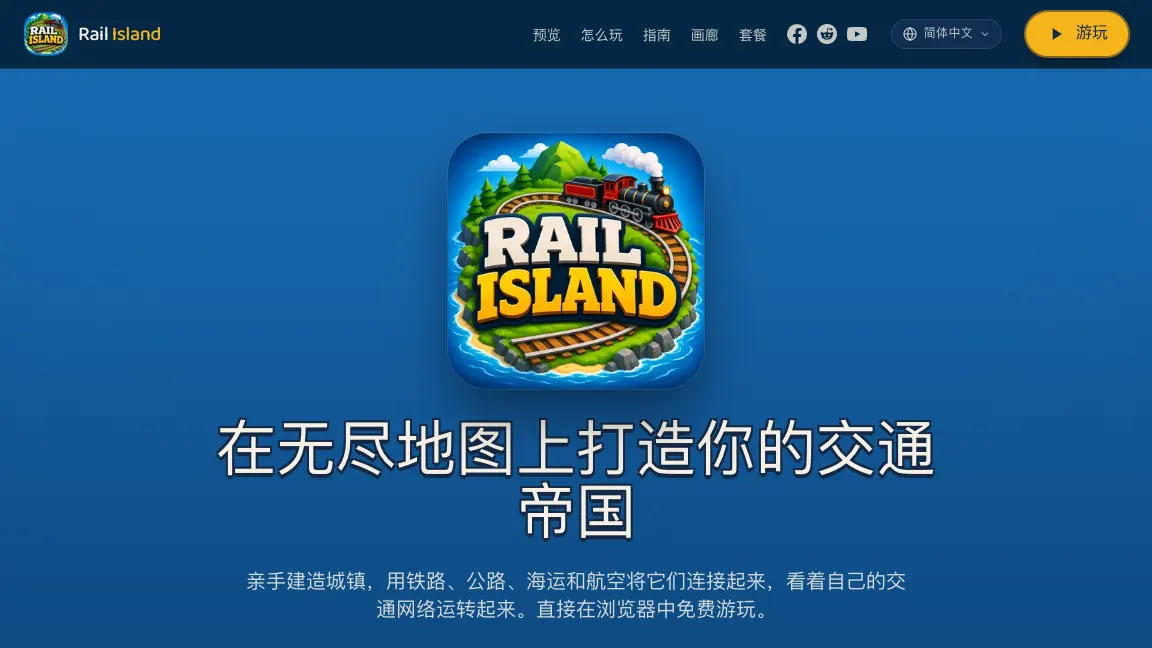 RAIL ISLAND
Rail Island
预览
怎么玩
指南
画廊
套餐
简体中文
游玩
RAIL
ISLAND
在无尽地图上打造你的交通
帝国
亲手建造城镇，用铁路、公路、海运和航空将它们连接起来，看着自己的交
通网络运转起来。直接在浏览器中免费游玩。